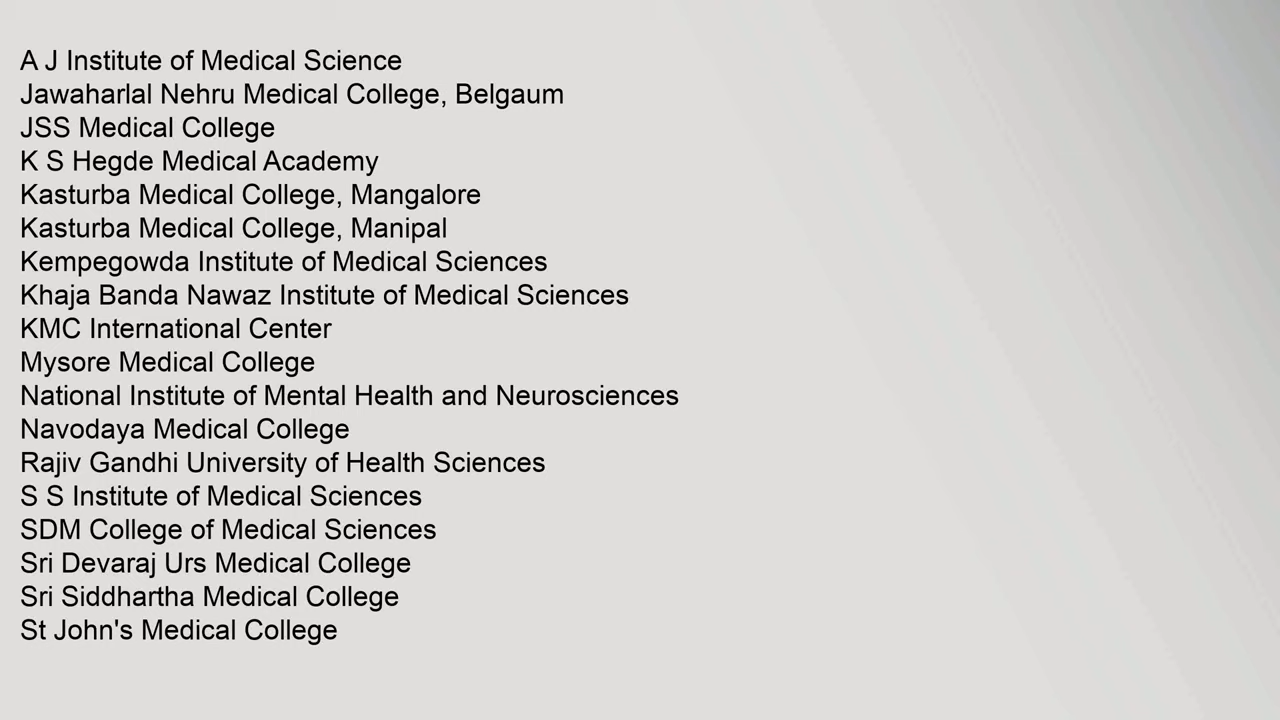 A J Institute of Medical Science
Jawaharlal Nehru Medical College, Belgaum
JSS Medical College
K S Hegde Medical Academy
Kasturba Medical College, Mangalore
Kasturba Medical College, Manipal
Kempegowda Institute of Medical Sciences
Khaja Banda Nawaz Institute of Medical Sciences
KMC International Center
Mysore Medical College
National Institute of Mental Health and Neurosciences
Navodaya Medical College
Rajiv Gandhi University of Health Sciences
S S Institute of Medical Sciences
SDM College of Medical Sciences
Sri Devaraj Urs Medical College
Sri Siddhartha Medical College
St John's Medical College